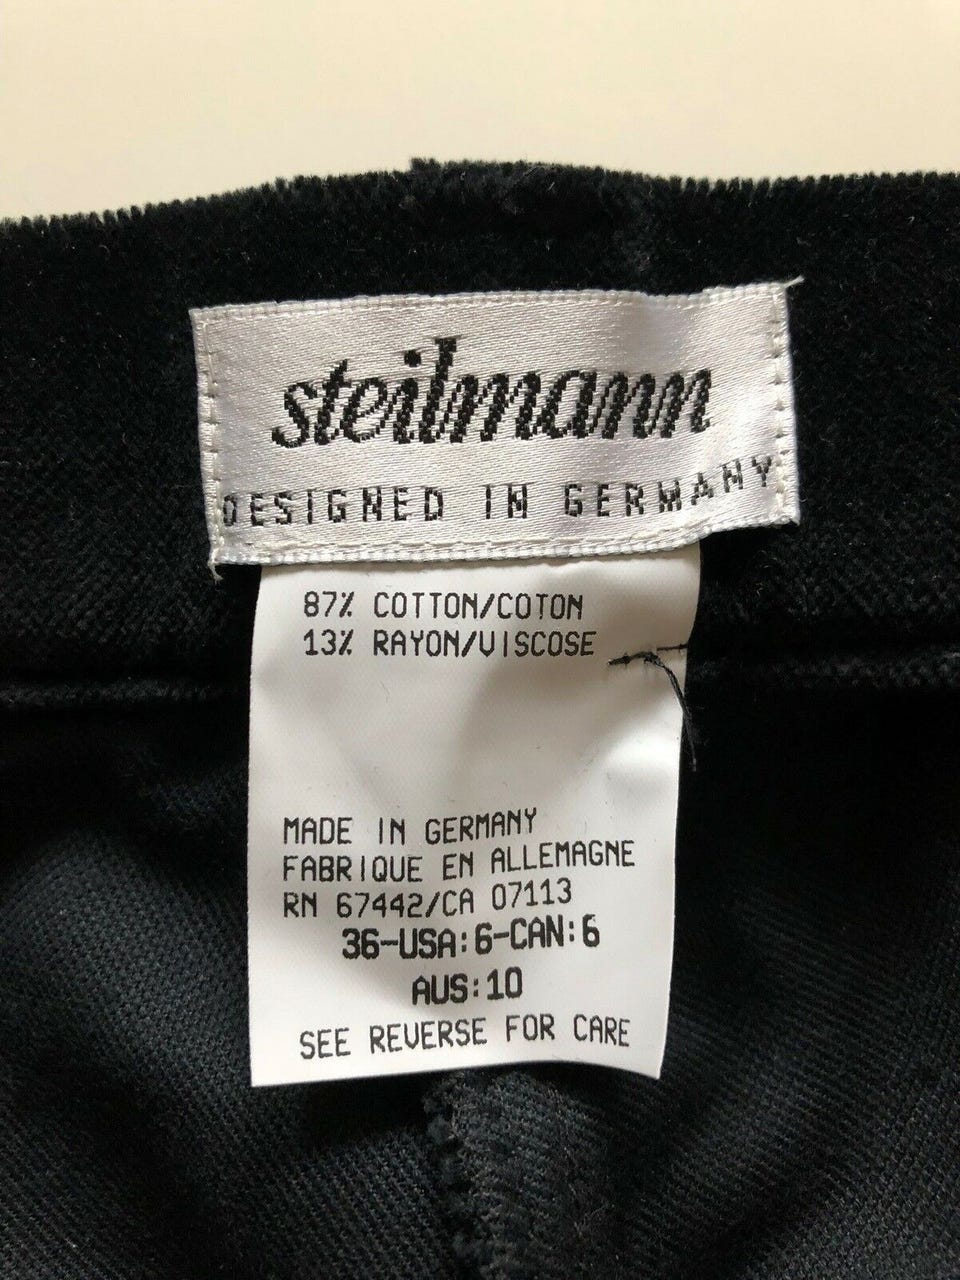 steilmann
DESIGNED IN GERMANY
87% COTTON/COTON
13% RAYON/VISCOSE
MADE IN GERMANY
FABRIQUE EN ALLEMAGNE
RN 67442/CA 07113
36-USA:6-CAN:6
AUS:10
SEE REVERSE FOR CARE